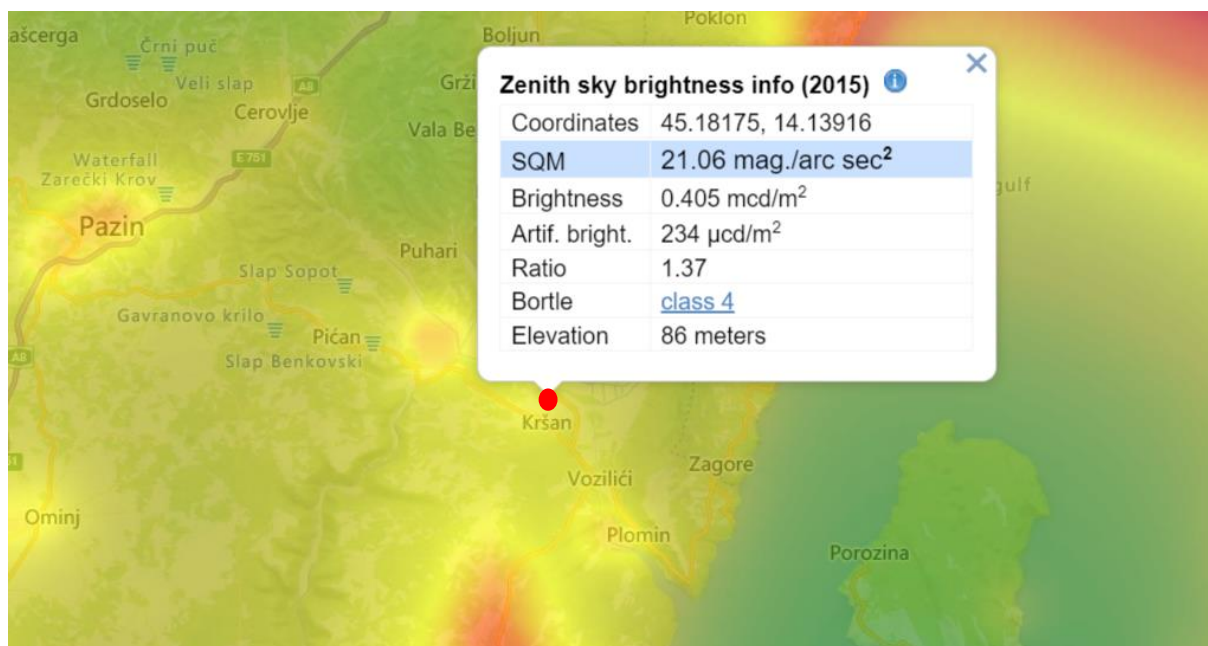 Poklon
ašcerga
Črni puč
Boljun
Veli slap
A8
Grdoselo
Cerovlje
Grži
Vala Be
Waterfall
Zarečki Krov
E 751
Pazin
Puhari
Slap Sopot
Gavranovo krilo
Pićan
Slap Benkovski
A8
Zenith sky brightness info (2015)
Coordinates 45.18175, 14.13916
SQM 21.06 mag./arc sec²
Brightness 0.405 mcd/m²
Artif. bright. 234 μcd/m²
Ratio 1.37
Bortle class 4
Elevation 86 meters
gulf
Kršan
Vozilići
Zagore
Ominj
Plomin
Porozina